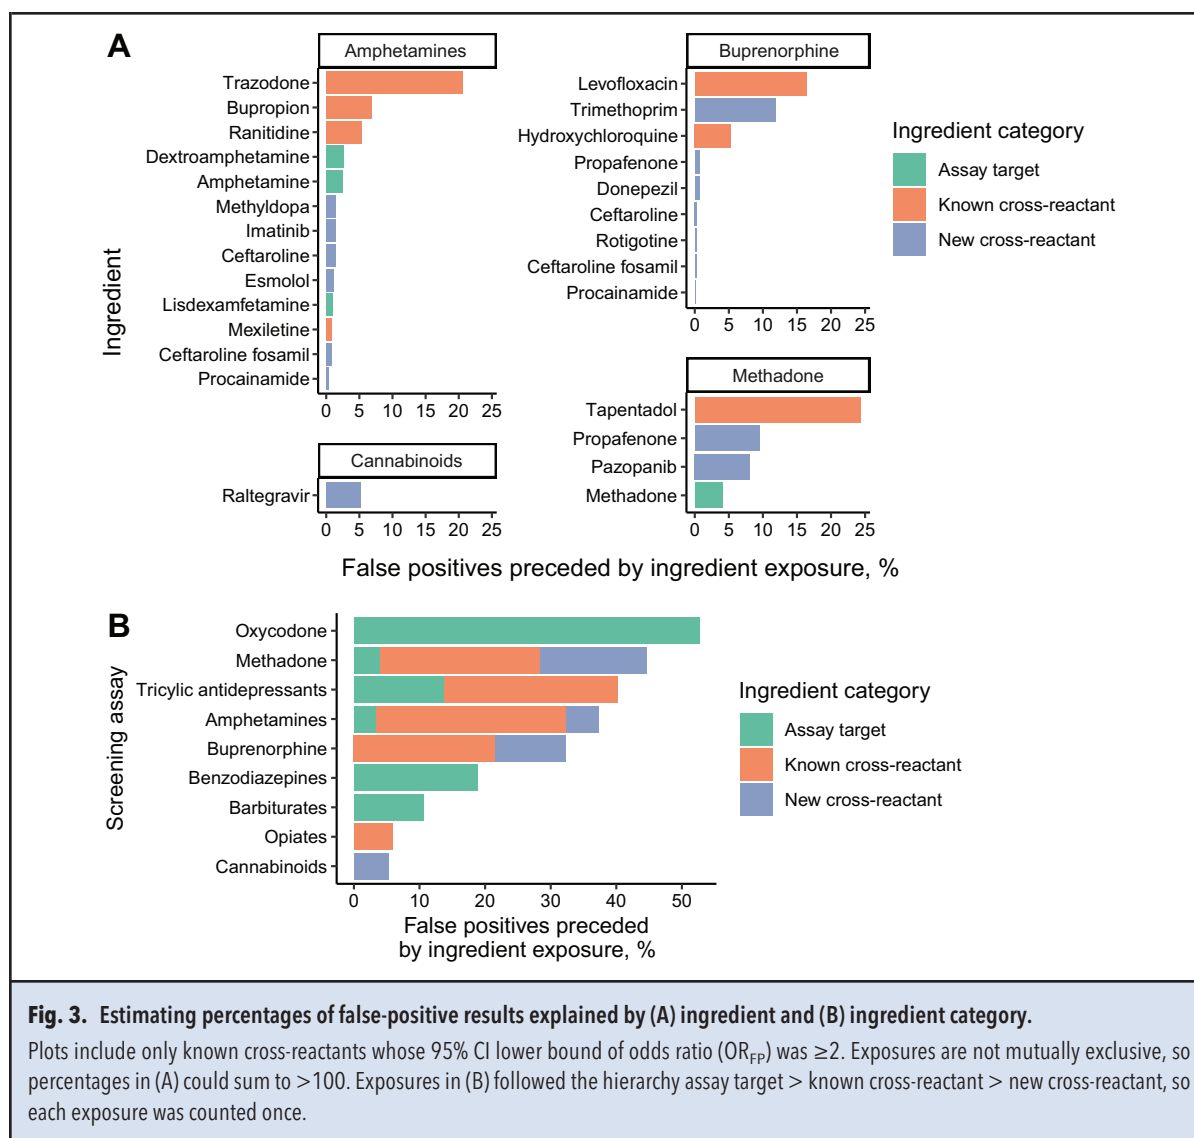 A
Amphetamines
Trazodone
Bupropion
Ranitidine
Dextroamphetamine
Amphetamine
Methyldopa
Imatinib
Ceftaroline
Esmolol
Lisdexamfetamine
Mexiletine
Ceftaroline fosamil
Procainamide
0 5 10 15 20 25
Buprenorphine
Levofloxacin
Trimethoprim
Hydroxychloroquine
Propafenone
Donepezil
Ceftaroline
Rotigotine
Ceftaroline fosamil
Procainamide
0 5 10 15 20 25
Ingredient category
Assay target
Known cross-reactant
New cross-reactant
Ingredient
Cannabinoids
Raltegravir
0 5 10 15 20 25
Methadone
Tapentadol
Propafenone
Pazopanib
Methadone
0 5 10 15 20 25
False positives preceded by ingredient exposure, %
B
Screening assay
Oxycodone
Methadone
Tricylic antidepressants
Amphetamines
Buprenorphine
Benzodiazepines
Barbiturates
Opiates
Cannabinoids
0 10 20 30 40 50
False positives preceded
by ingredient exposure, %
Ingredient category
Assay target
Known cross-reactant
New cross-reactant
Fig. 3. Estimating percentages of false-positive results explained by (A) ingredient and (B) ingredient category.
Plots include only known cross-reactants whose 95% CI lower bound of odds ratio (OR_FP) was ≥2. Exposures are not mutually exclusive, so
percentages in (A) could sum to >100. Exposures in (B) followed the hierarchy assay target > known cross-reactant > new cross-reactant, so
each exposure was counted once.